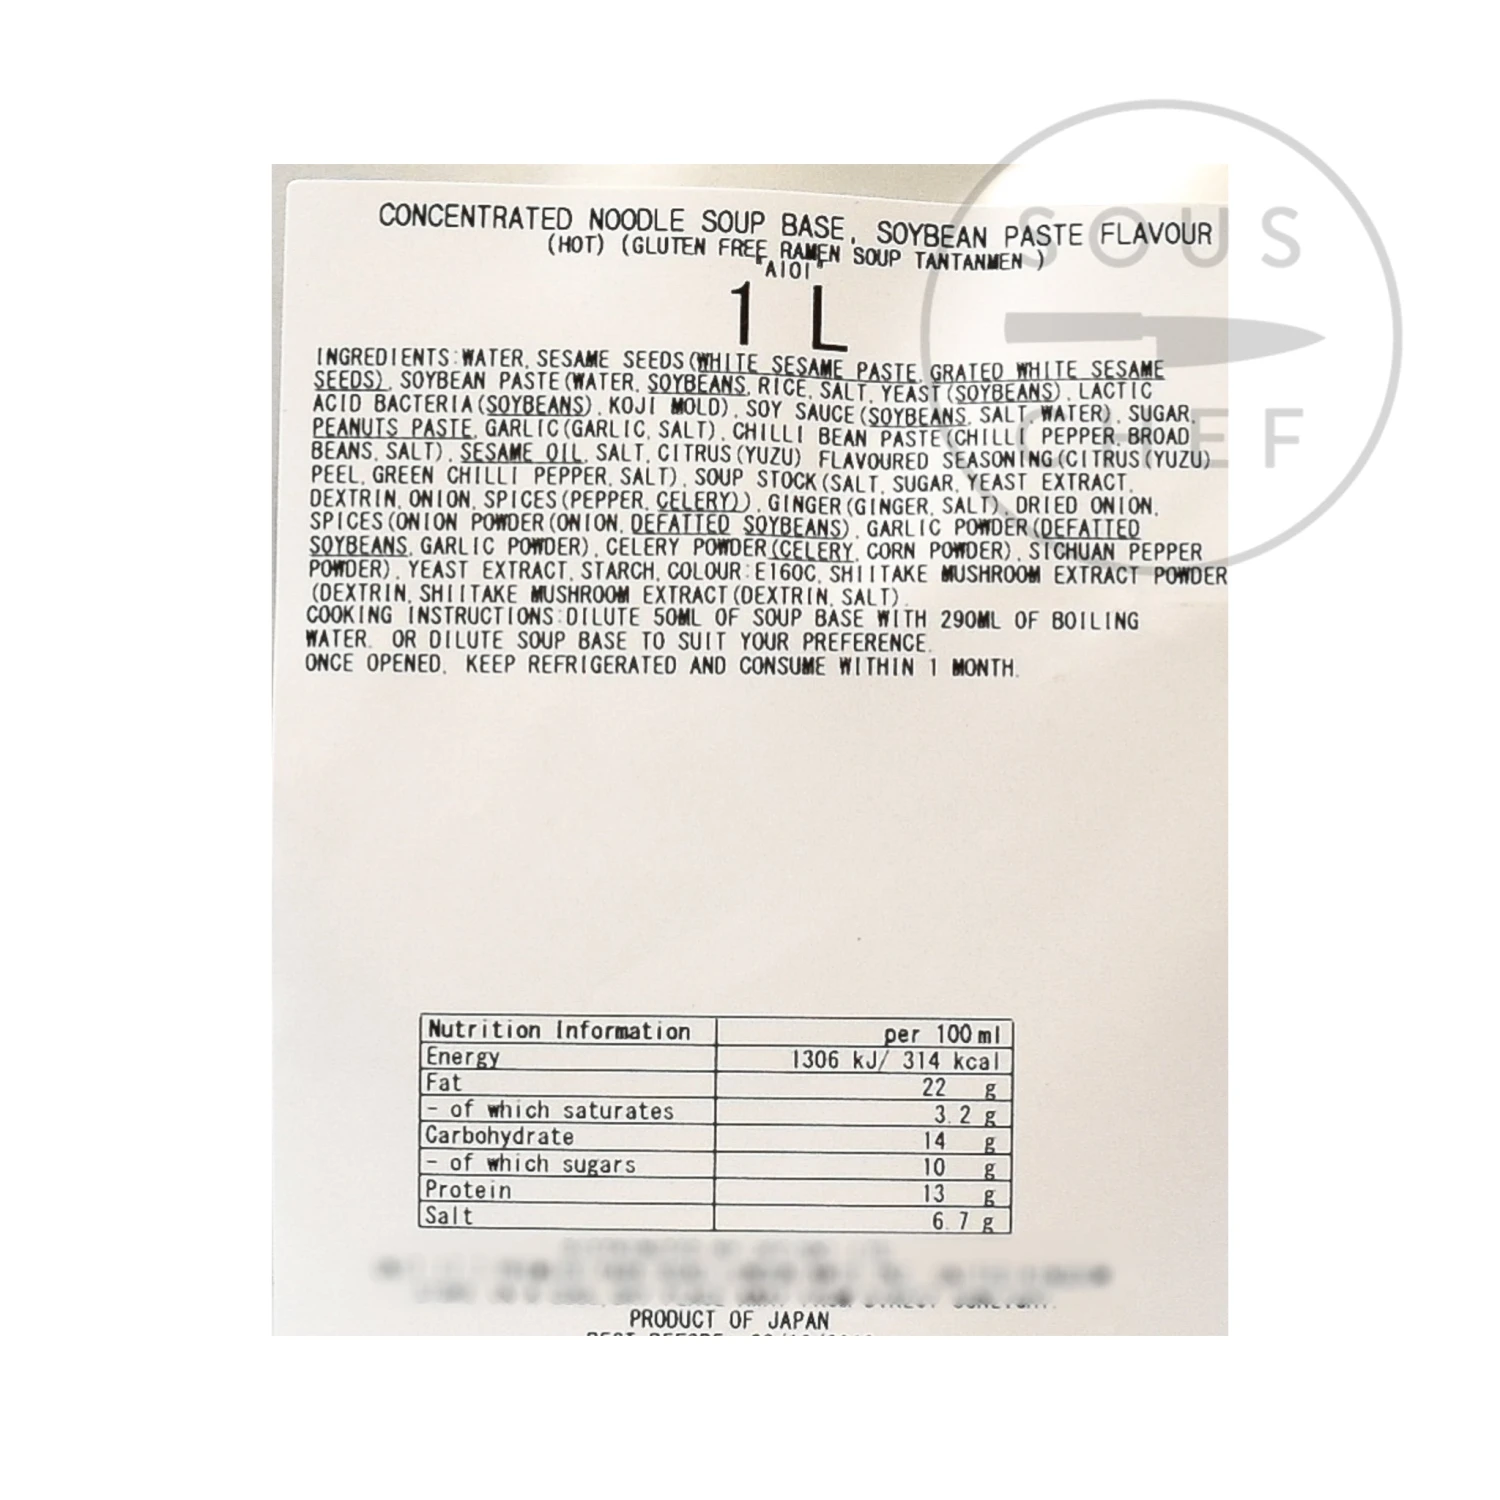 CONCENTRATED NOODLE SOUP BASE, SOYBEAN PASTE FLAVOUR
(HOT) (GLUTEN FREE RAMEN SOUP TANTANMEN )
"AIOI"
1 L
INGREDIENTS:WATER, SESAME SEEDS(WHITE SESAME PASTE, GRATED WHITE SESAME
SEEDS), SOYBEAN PASTE(WATER, SOYBEANS, RICE, SALT, YEAST(SOYBEANS), LACTIC
ACID BACTERIA(SOYBEANS), KOJI MOLD), SOY SAUCE(SOYBEANS, SALT, WATER), SUGAR,
PEANUTS PASTE, GARLIC(GARLIC, SALT), CHILLI BEAN PASTE(CHILLI PEPPER, BROAD
BEANS, SALT), SESAME OIL, SALT, CITRUS(YUZU) FLAVOURED SEASONING(CITRUS(YUZU)
PEEL, GREEN CHILLI PEPPER, SALT), SOUP STOCK(SALT, SUGAR, YEAST EXTRACT,
DEXTRIN, ONION, SPICES(PEPPER, CELERY)), GINGER(GINGER, SALT), DRIED ONION,
SPICES(ONION POWDER(ONION, DEFATTED SOYBEANS), GARLIC POWDER(DEFATTED
SOYBEANS, GARLIC POWDER), CELERY POWDER(CELERY, CORN POWDER), SICHUAN PEPPER
POWDER), YEAST EXTRACT, STARCH, COLOUR:E160C, SHIITAKE MUSHROOM EXTRACT POWDER
(DEXTRIN, SHIITAKE MUSHROOM EXTRACT(DEXTRIN, SALT).
COOKING INSTRUCTIONS:DILUTE 50ML OF SOUP BASE WITH 290ML OF BOILING
WATER. OR DILUTE SOUP BASE TO SUIT YOUR PREFERENCE.
ONCE OPENED, KEEP REFRIGERATED AND CONSUME WITHIN 1 MONTH.
SOUS
CHEF
Nutrition Information per 100ml
Energy 1306 kJ/ 314 kcal
Fat 22 g
- of which saturates 3.2 g
Carbohydrate 14 g
- of which sugars 10 g
Protein 13 g
Salt 6.7 g
PRODUCT OF JAPAN